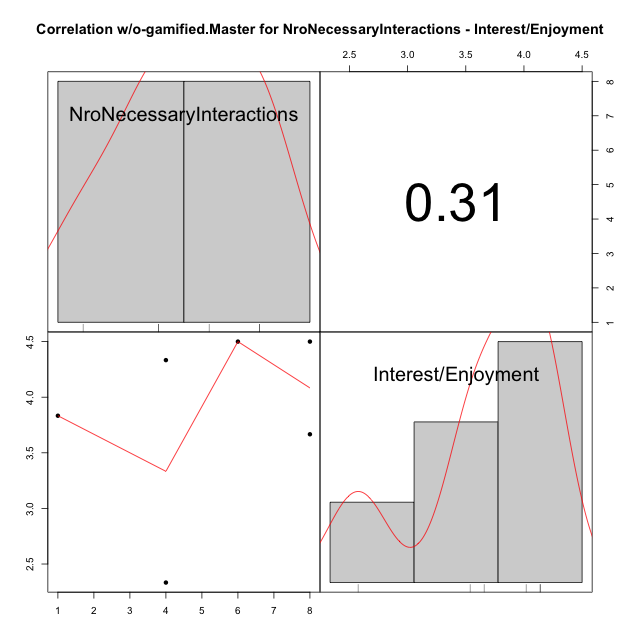 Correlation w/o-gamified.Master for NroNecessaryInteractions - Interest/Enjoyment
2.5 3.0 3.5 4.0 4.5
NroNecessaryInteractions
0.31
8
7
6
5
4
3
2
1
4.5
4.0
3.5
3.0
2.5
Interest/Enjoyment
1 2 3 4 5 6 7 8